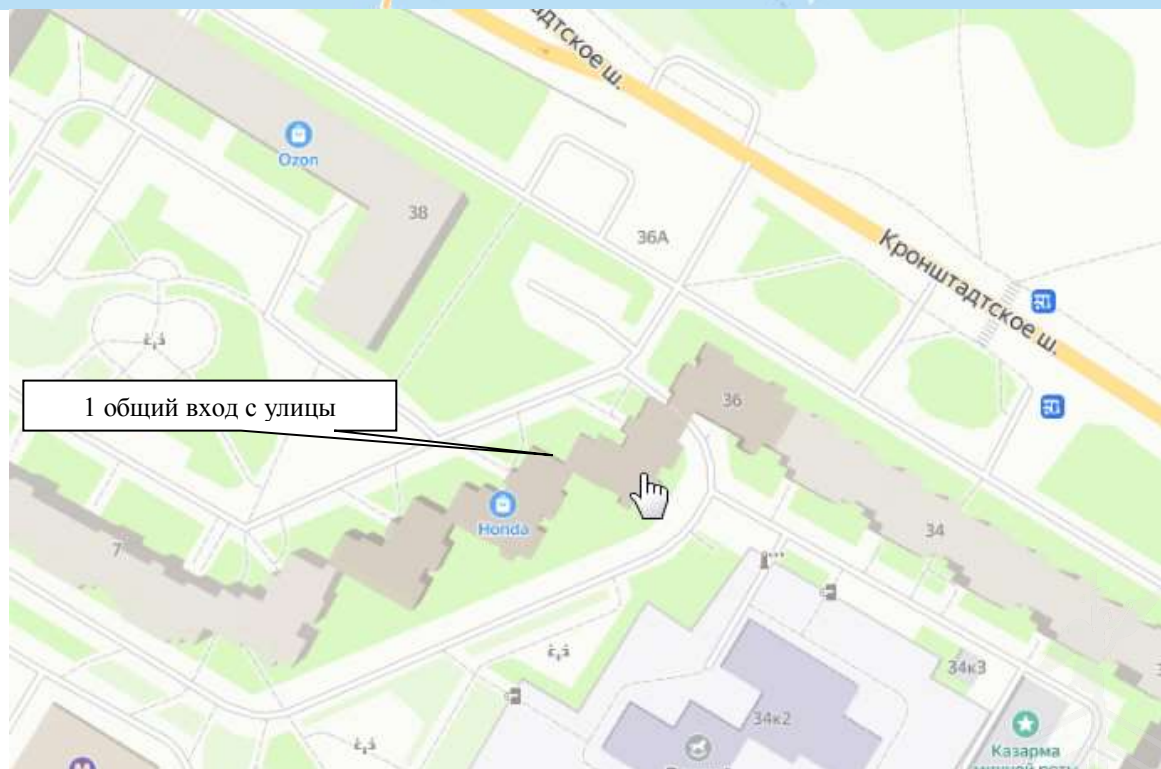 дтское ш.
Ozon
38
36А
Кронштадтское ш.
1 общий вход с улицы
36
Honda
7
34
34к3
34к2
Казарма